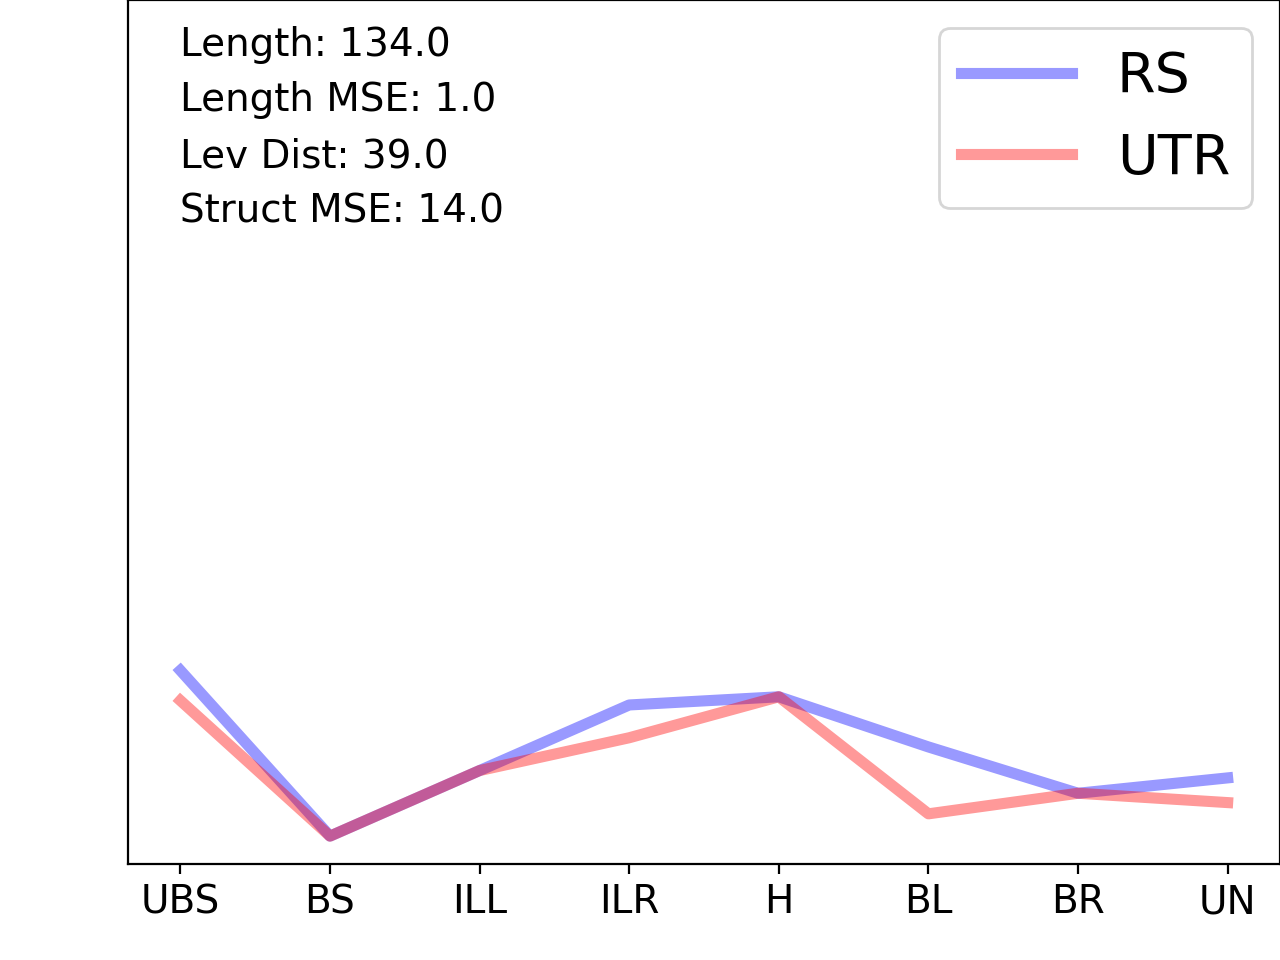 Length: 134.0
Length MSE: 1.0
Lev Dist: 39.0
Struct MSE: 14.0
RS
UTR
UBS BS ILL ILR H BL BR UN